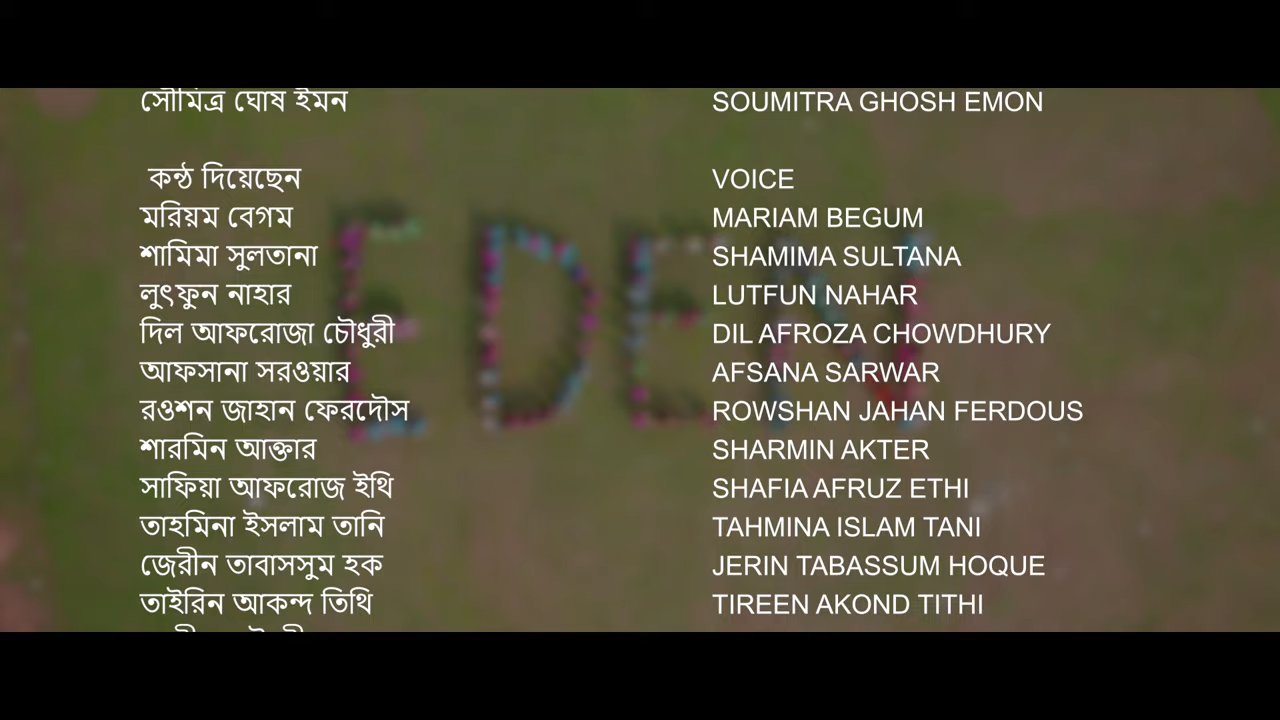 সৌমিত্র ঘোষ ইমন SOUMITRA GHOSH EMON
কন্ঠ দিয়েছেন VOICE
মরিয়ম বেগম MARIAM BEGUM
শামিমা সুলতানা SHAMIMA SULTANA
লুৎফুন নাহার LUTFUN NAHAR
দিল আফরোজা চৌধুরী DIL AFROZA CHOWDHURY
আফসানা সরওয়ার AFSANA SARWAR
রওশন জাহান ফেরদৌস ROWSHAN JAHAN FERDOUS
শারমিন আক্তার SHARMIN AKTER
সাফিয়া আফরোজ ইথি SHAFIA AFRUZ ETHI
তাহমিনা ইসলাম তানি TAHMINA ISLAM TANI
জেরীন তাবাসসুম হক JERIN TABASSUM HOQUE
তাইরিন আকন্দ তিথি TIREEN AKOND TITHI
EDEN